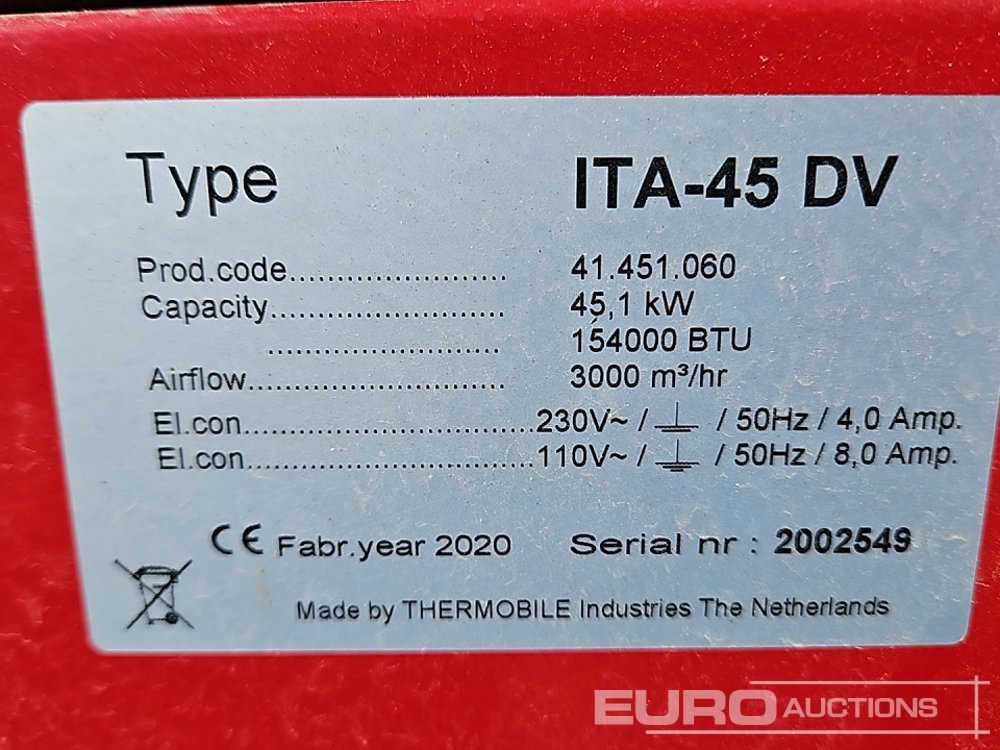 Type ITA-45 DV
Prod.code....................... 41.451.060
Capacity......................... 45,1 kW
......................... 154000 BTU
Airflow............................ 3000 m³/hr
El.con...............................230V~ / ⏚ / 50Hz / 4,0 Amp.
El.con...............................110V~ / ⏚ / 50Hz / 8,0 Amp.
CE Fabr.year 2020 Serial nr : 2002549
Made by THERMOBILE Industries The Netherlands
EURO AUCTIONS